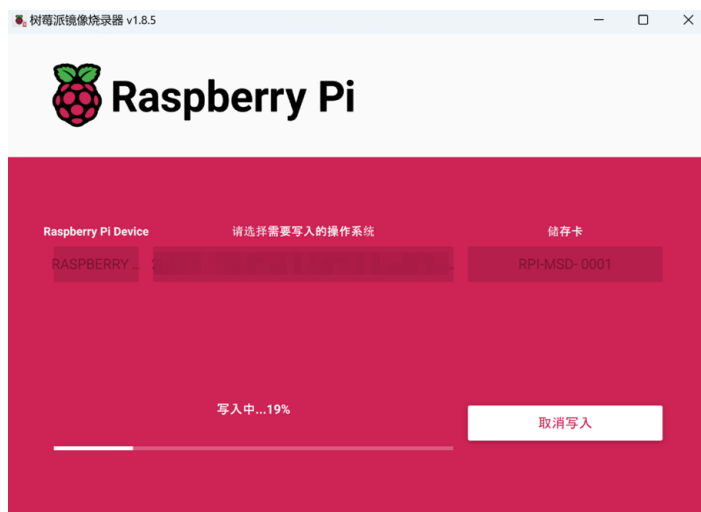 树莓派镜像烧录器 v1.8.5
Raspberry Pi
Raspberry Pi Device
请选择需要写入的操作系统
储存卡
RASPBERRY ...
RPI-MSD- 0001
写入中...19%
取消写入